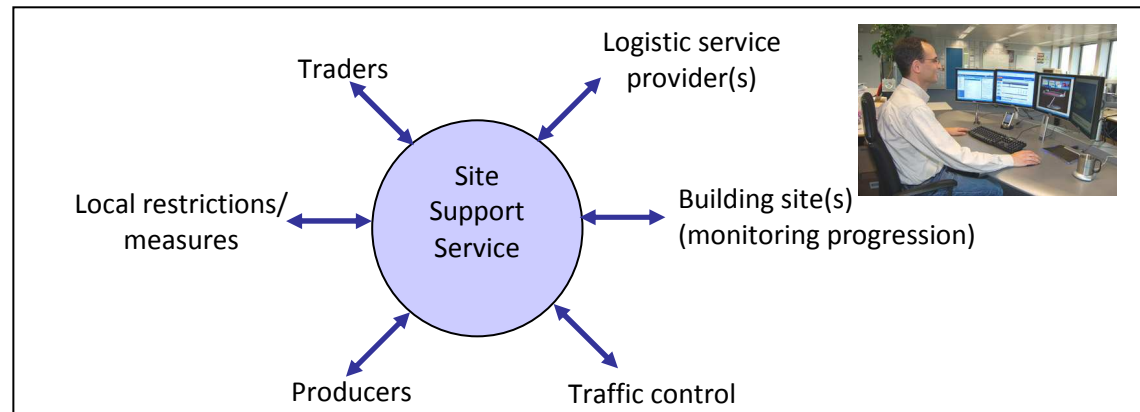 Traders
Logistic service
provider(s)
Site
Support
Service
Local restrictions/
measures
Building site(s)
(monitoring progression)
Producers
Traffic control